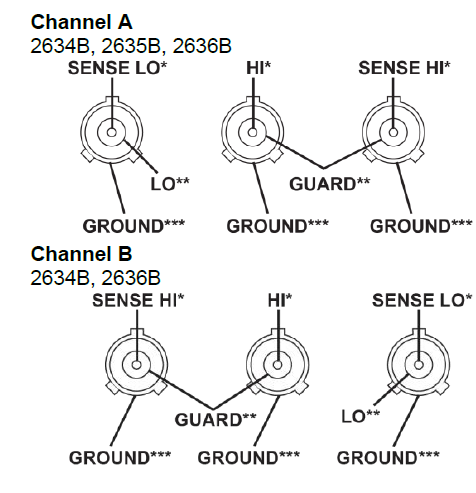 Channel A
2634B, 2635B, 2636B
SENSE LO* HI* SENSE HI*
LO** GUARD**
GROUND*** GROUND*** GROUND***
Channel B
2634B, 2636B
SENSE HI* HI* SENSE LO*
GUARD** LO**
GROUND*** GROUND*** GROUND***